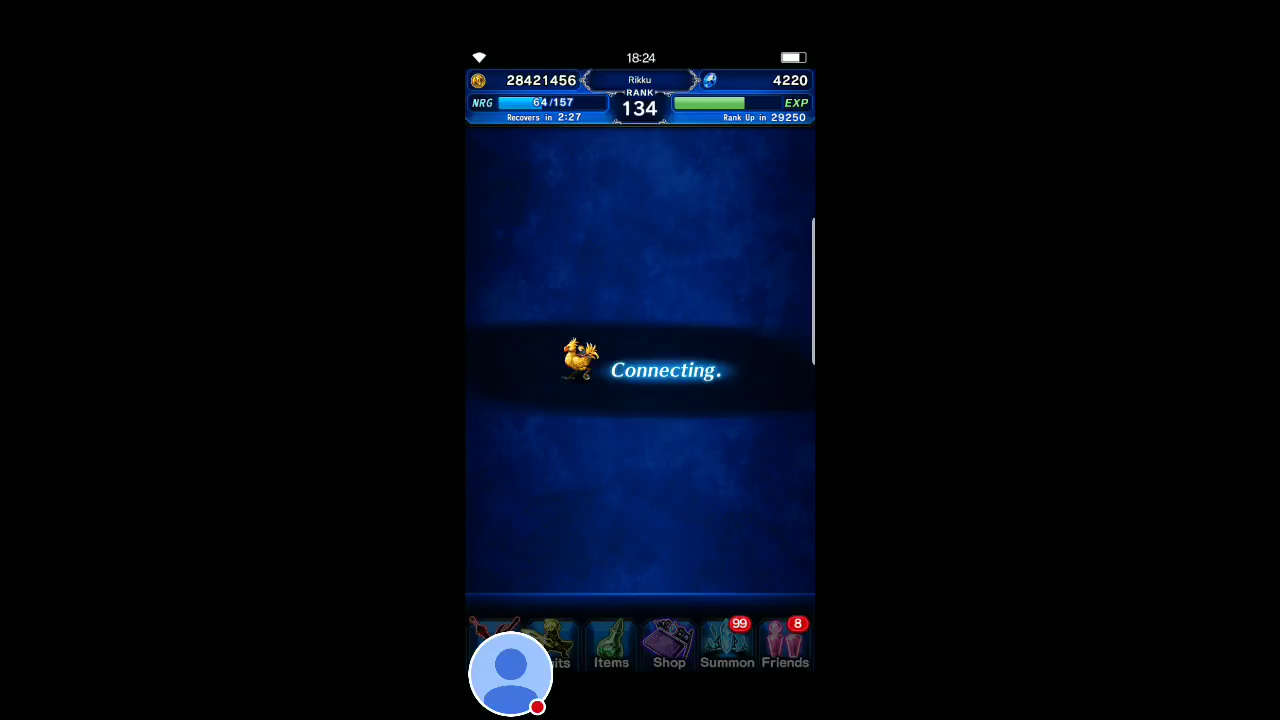 18:24
28421456 Rikku 4220
NRG 64/157 RANK 134 EXP
Recovers in 2:27 Rank Up in 29250
Connecting.
99 8
Items Shop Summon Friends